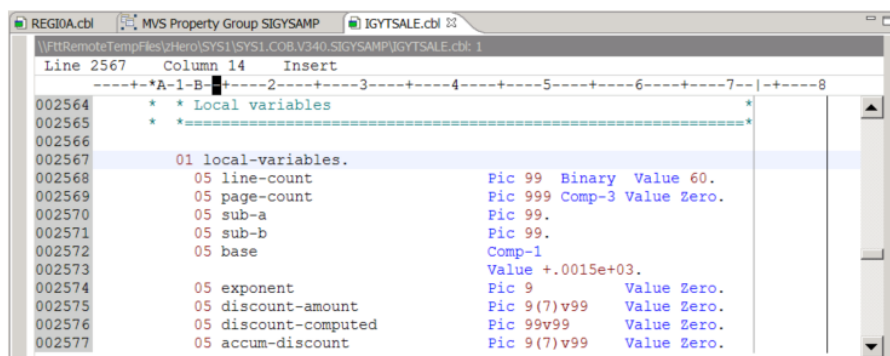 REGI0A.cbl MVS Property Group SIGYSAMP IGYTSALE.cbl
\\FttRemoteTempFiles\zHero\SYS1\SYS1.COB.V340.SIGYSAMP\IGYTSALE.cbl: 1
Line 2567 Column 14 Insert
----+-*A-1-B--+----2----+----3----+----4----+----5----+----6----+----7--|-+----8
002564 * * Local variables *
002565 * *=============================================================*
002566
002567 01 local-variables.
002568 05 line-count Pic 99 Binary Value 60.
002569 05 page-count Pic 999 Comp-3 Value Zero.
002570 05 sub-a Pic 99.
002571 05 sub-b Pic 99.
002572 05 base Comp-1
002573 Value +.0015e+03.
002574 05 exponent Pic 9 Value Zero.
002575 05 discount-amount Pic 9(7)v99 Value Zero.
002576 05 discount-computed Pic 99v99 Value Zero.
002577 05 accum-discount Pic 9(7)v99 Value Zero.